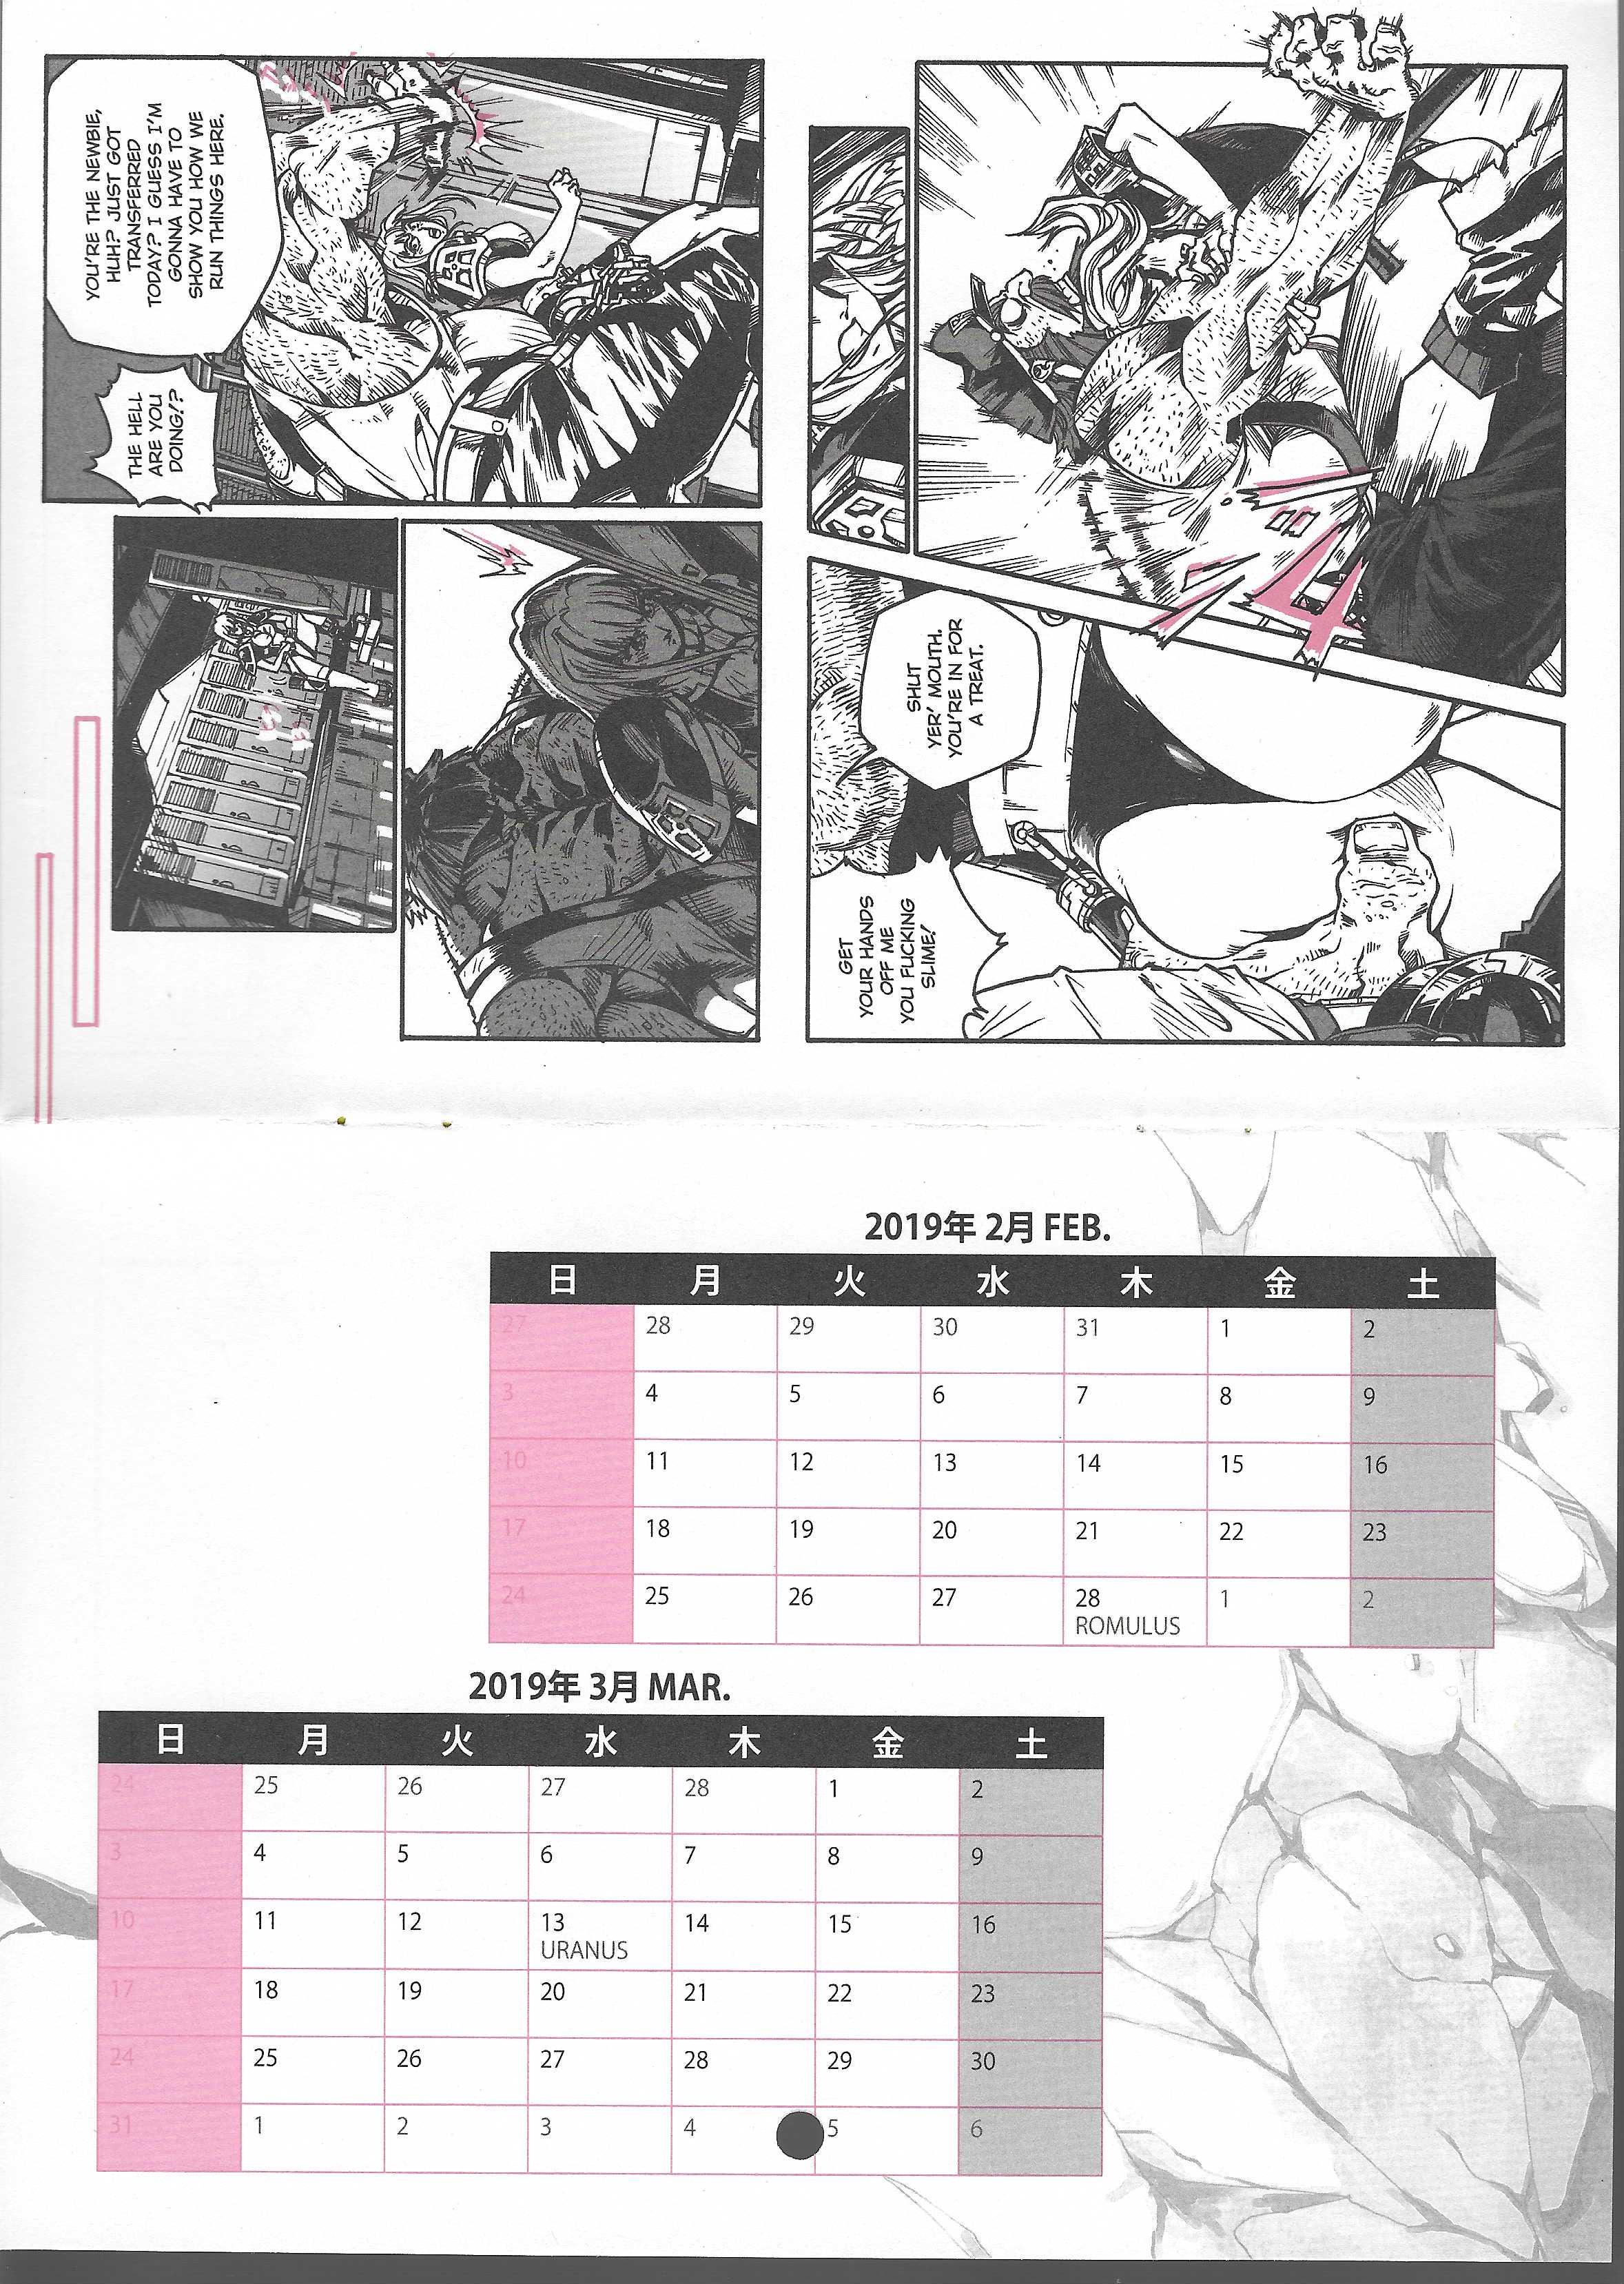 2019年 2月 FEB.
日 月 火 水 木 金 土
27 28 29 30 31 1 2
3 4 5 6 7 8 9
10 11 12 13 14 15 16
17 18 19 20 21 22 23
24 25 26 27 28 1 2
ROMULUS
2019年 3月 MAR.
日 月 火 水 木 金 土
24 25 26 27 28 1 2
3 4 5 6 7 8 9
10 11 12 13 14 15 16
URANUS
17 18 19 20 21 22 23
24 25 26 27 28 29 30
31 1 2 3 4 5 6
YOU'RE THE NEWBIE,
HUH? JUST GOT
TRANSFERRED
TODAY? I GUESS I'M
GONNA HAVE TO
SHOW YOU HOW WE
RUN THINGS HERE.
THE HELL
ARE YOU
DOING!?
SHUT
YER' MOUTH.
YOU'RE IN FOR
A TREAT.
GET
YOUR HANDS
OFF ME
YOU FUCKING
SLIME!